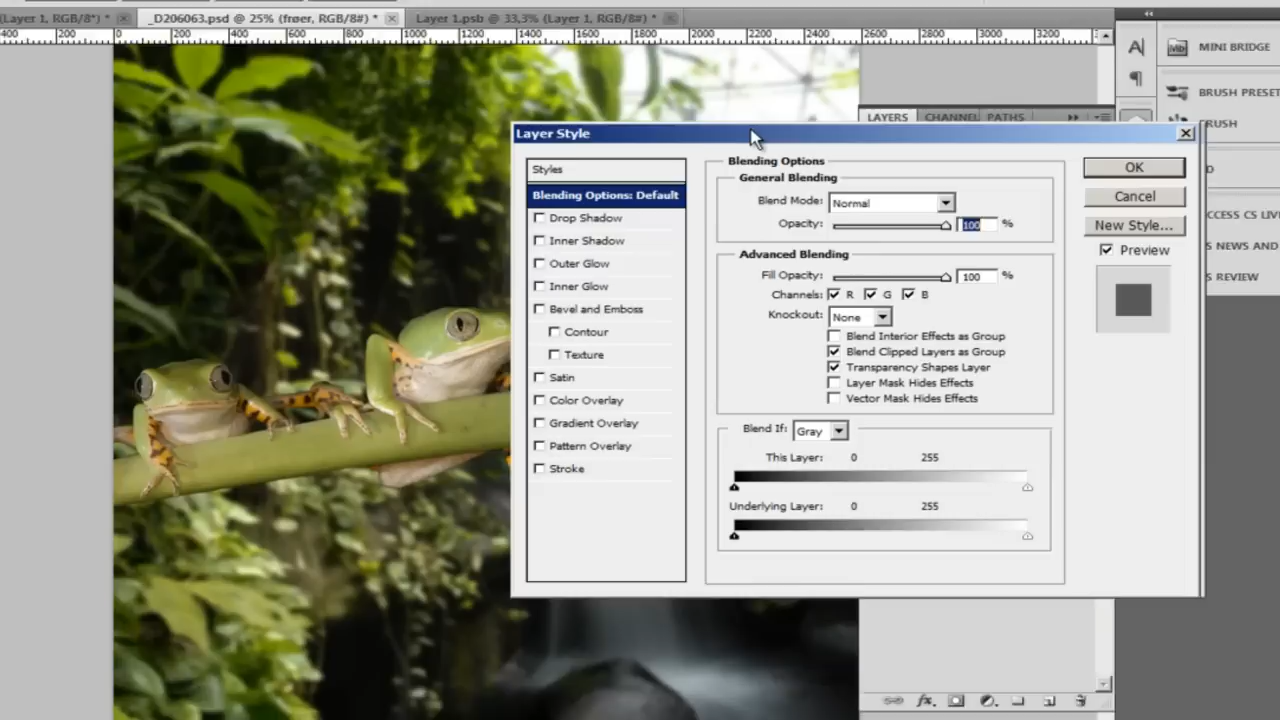 (Layer 1, RGB/8*) *
_D206063.psd @ 25% (frøer, RGB/8#) *
Layer 1.psb @ 33,3% (Layer 1, RGB/8#) *
400 200 0 200 400 600 800 1000 1200 1400 1600 1800 2000 2200 2400 2600 2800 3000 3200
MINI BRIDGE
BRUSH PRESET
RUSH
LAYERS CHANNEL PATHS
Layer Style
Styles
Blending Options: Default
Drop Shadow
Inner Shadow
Outer Glow
Inner Glow
Bevel and Emboss
Contour
Texture
Satin
Color Overlay
Gradient Overlay
Pattern Overlay
Stroke
Blending Options
General Blending
Blend Mode: Normal
Opacity: 100 %
Advanced Blending
Fill Opacity: 100 %
Channels: R G B
Knockout: None
Blend Interior Effects as Group
Blend Clipped Layers as Group
Transparency Shapes Layer
Layer Mask Hides Effects
Vector Mask Hides Effects
Blend If: Gray
This Layer: 0 255
Underlying Layer: 0 255
OK
Cancel
New Style...
Preview
CCESS CS LIV
S NEWS AND
S REVIEW
fx